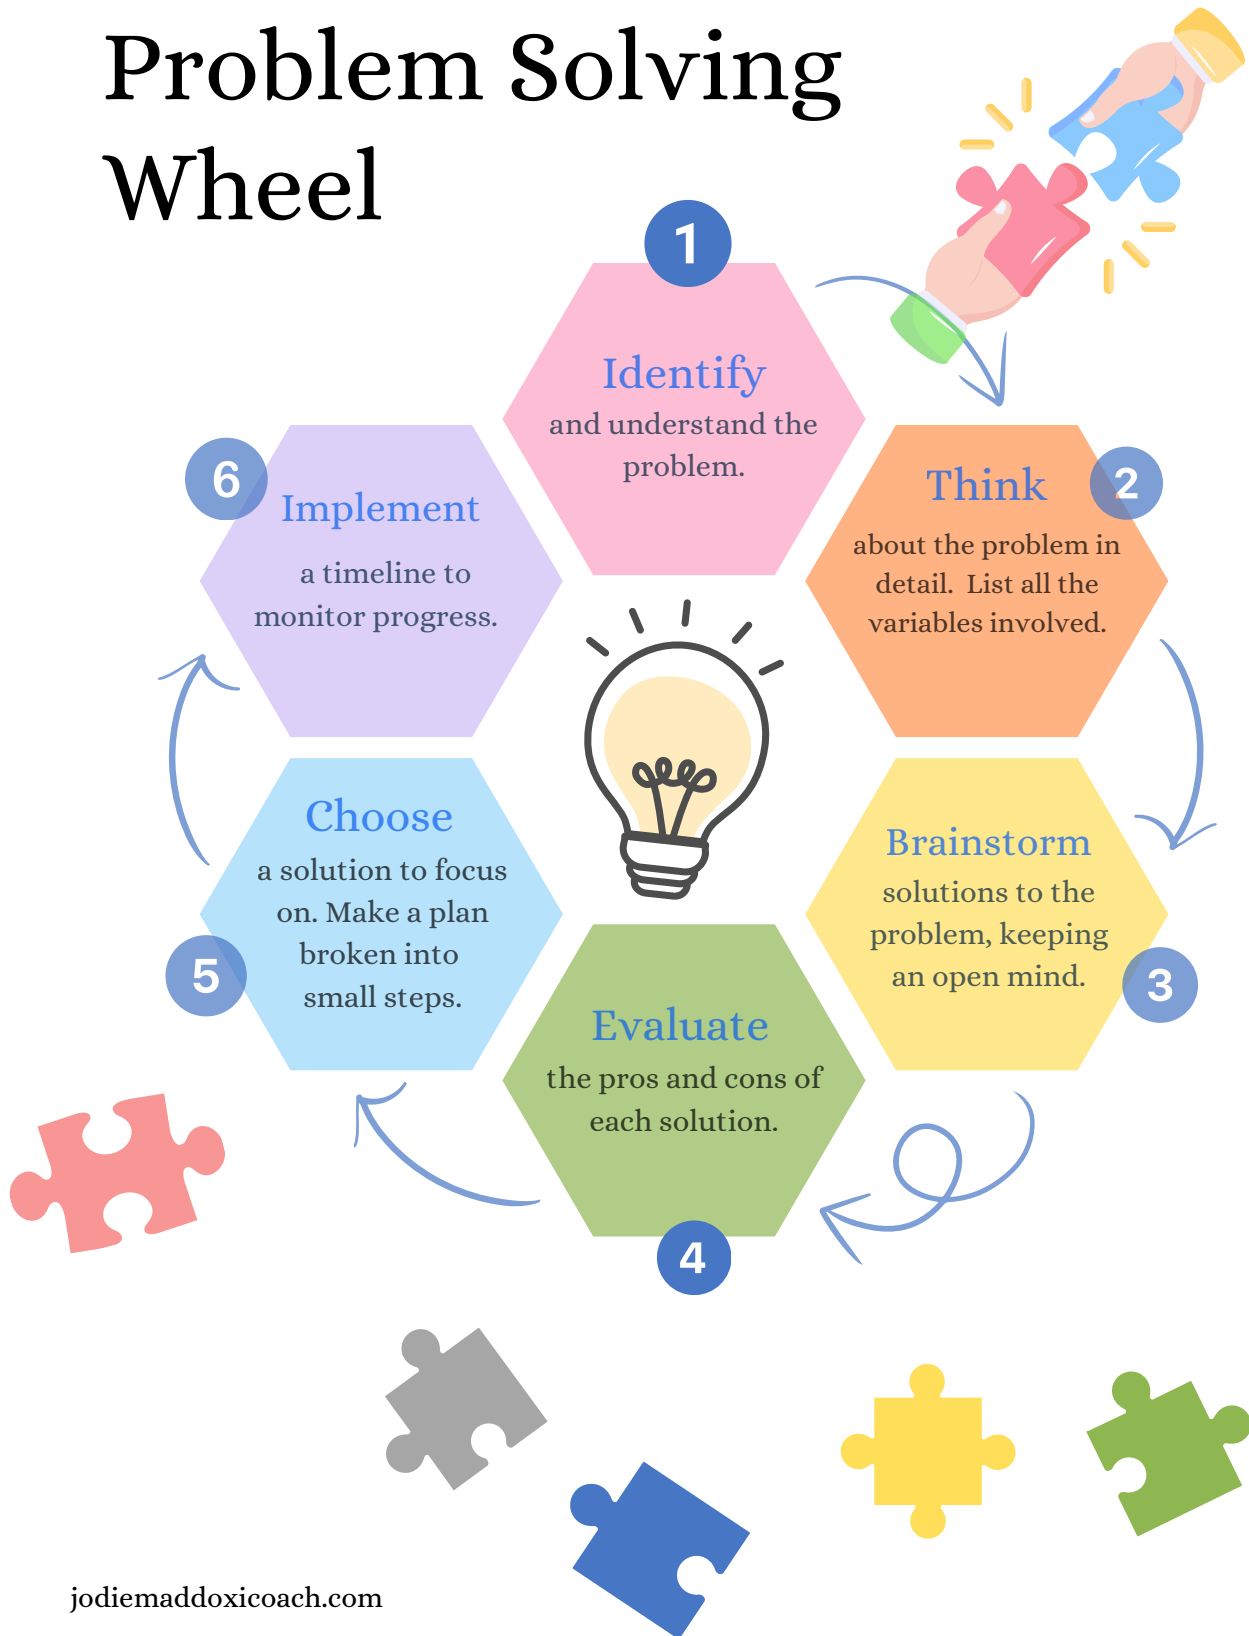 Problem Solving
Wheel
1
Identify
and understand the
problem.
2
Think
about the problem in
detail.  List all the
variables involved.
3
Brainstorm
solutions to the
problem, keeping
an open mind.
4
Evaluate
the pros and cons of
each solution.
5
Choose
a solution to focus
on. Make a plan
broken into
small steps.
6
Implement
a timeline to
monitor progress.
jodiemaddoxicoach.com